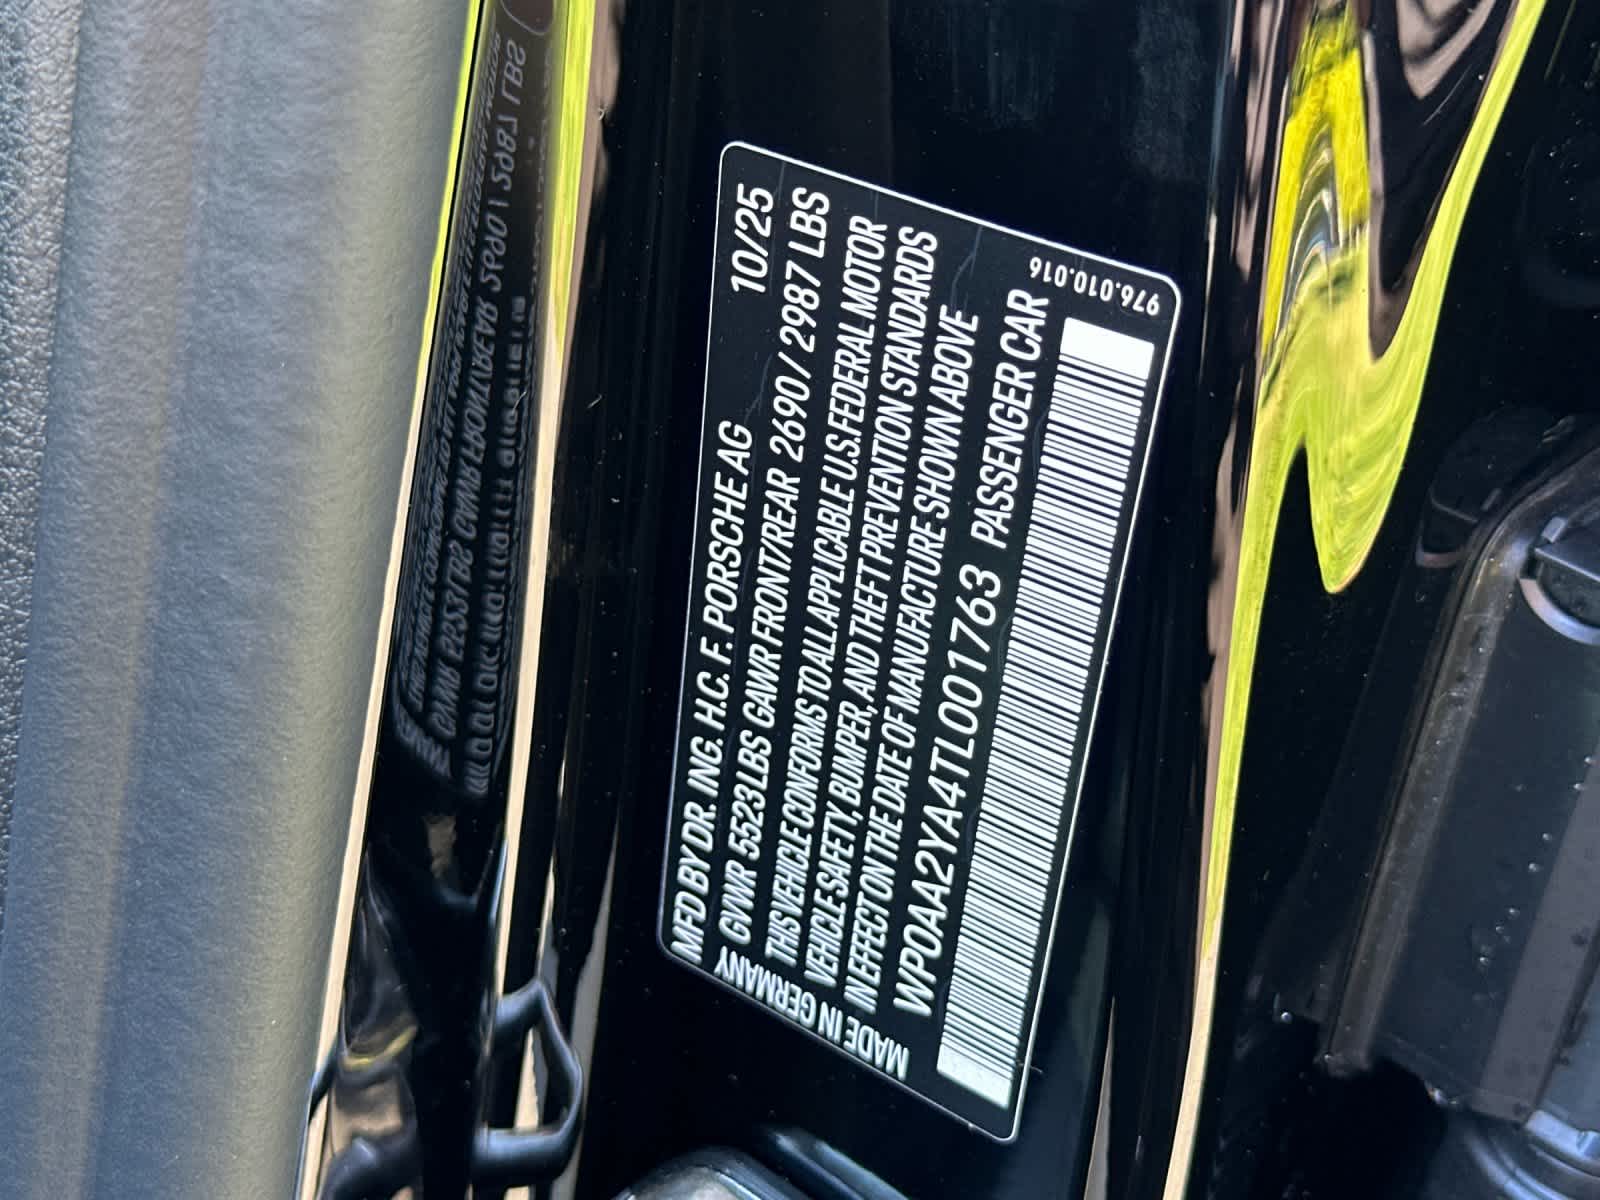 MFD BY DR. ING. H.C. F. PORSCHE AG 10/25
GVWR 5523 LBS GAWR FRONT/REAR 2690 / 2987 LBS
THIS VEHICLE CONFORMS TO ALL APPLICABLE U.S. FEDERAL MOTOR
VEHICLE SAFETY, BUMPER, AND THEFT PREVENTION STANDARDS
IN EFFECT ON THE DATE OF MANUFACTURE SHOWN ABOVE
WP0AA2YA4TL001763 PASSENGER CAR
MADE IN GERMANY
976.010.016